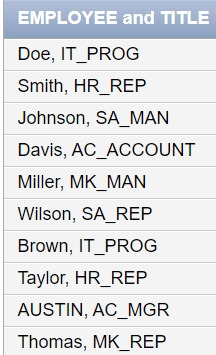 EMPLOYEE and TITLE
Doe, IT_PROG
Smith, HR_REP
Johnson, SA_MAN
Davis, AC_ACCOUNT
Miller, MK_MAN
Wilson, SA_REP
Brown, IT_PROG
Taylor, HR_REP
AUSTIN, AC_MGR
Thomas, MK_REP